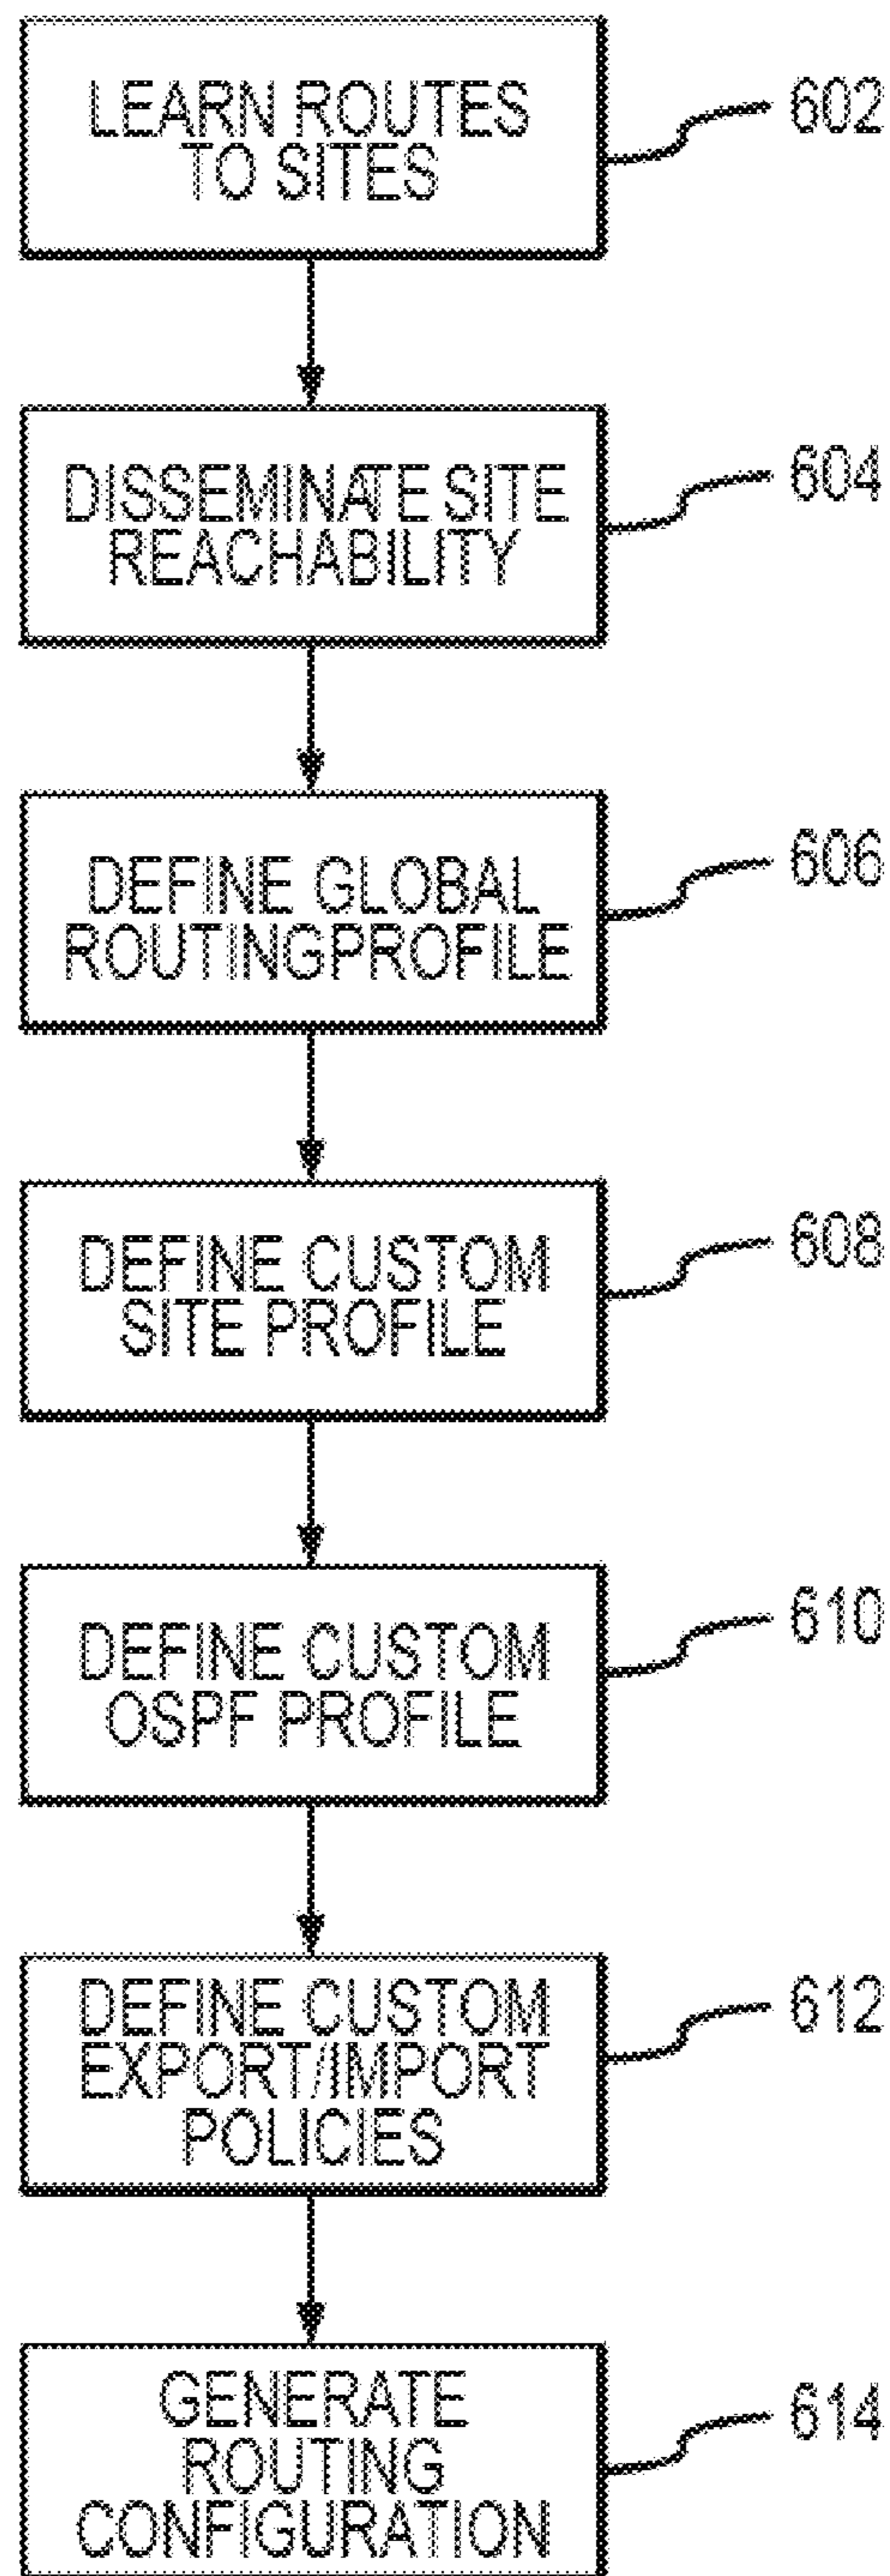 LEARN ROUTES
TO SITES
602
DISSEMINATE SITE
REACHABILITY
604
DEFINE GLOBAL
ROUTINGPROFILE
606
DEFINE CUSTOM
SITE PROFILE
608
DEFINE CUSTOM
OSPF PROFILE
610
DEFINE CUSTOM
EXPORT/IMPORT
POLICIES
612
GENERATE
ROUTING
CONFIGURATION
614